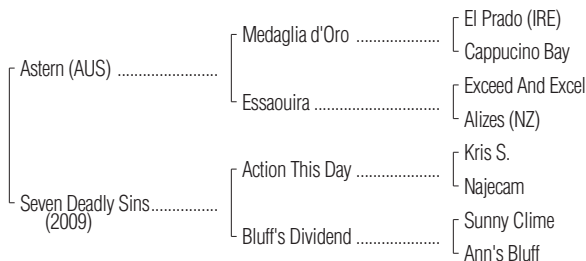 El Prado (IRE)
Medaglia d'Oro ....................
Cappucino Bay
Astern (AUS) .......................
Exceed And Excel
Essaouira ............................
Alizes (NZ)
Kris S.
Action This Day ....................
Najecam
Seven Deadly Sins................
(2009)
Sunny Clime
Bluff's Dividend ....................
Ann's Bluff